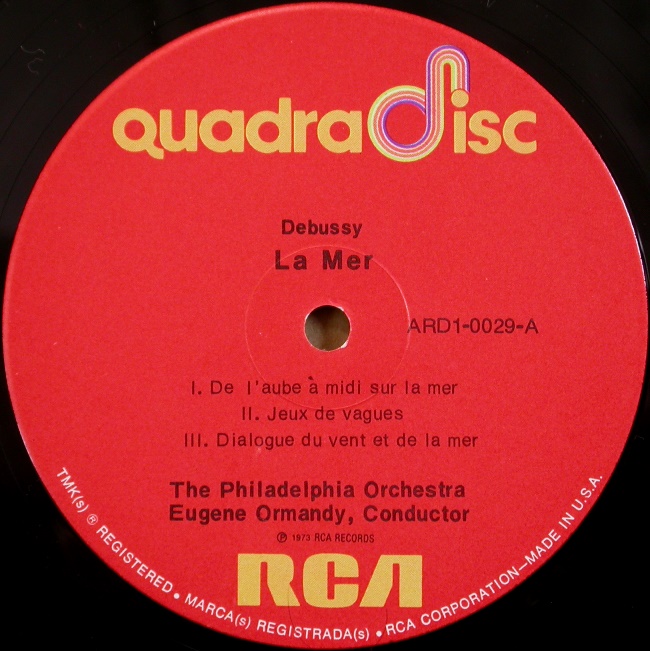 quadradisc
Debussy
La Mer
ARD1-0029-A
I. De l'aube à midi sur la mer
II. Jeux de vagues
III. Dialogue du vent et de la mer
The Philadelphia Orchestra
Eugene Ormandy, Conductor
℗ 1973 RCA RECORDS
RCA
TMK(s) ® REGISTERED • MARCA(s) REGISTRADA(s) • RCA CORPORATION—MADE IN U.S.A.